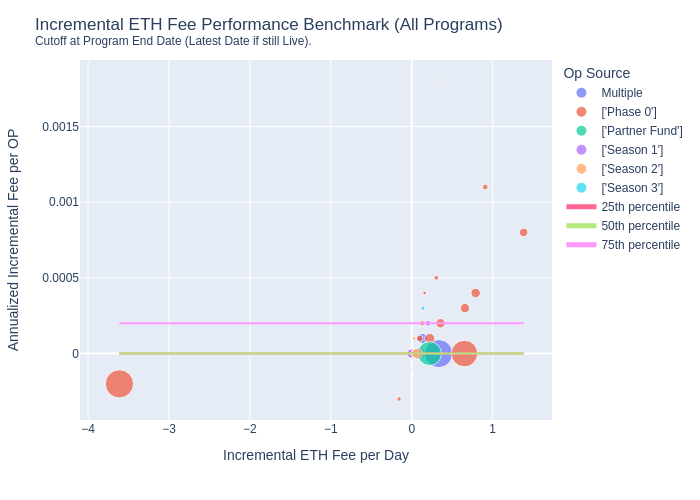 Incremental ETH Fee Performance Benchmark (All Programs)
Cutoff at Program End Date (Latest Date if still Live).
Annualized Incremental Fee per OP
0.0015
0.001
0.0005
0
−4
−3
−2
−1
0
1
Incremental ETH Fee per Day
Op Source
Multiple
['Phase 0']
['Partner Fund']
['Season 1']
['Season 2']
['Season 3']
25th percentile
50th percentile
75th percentile